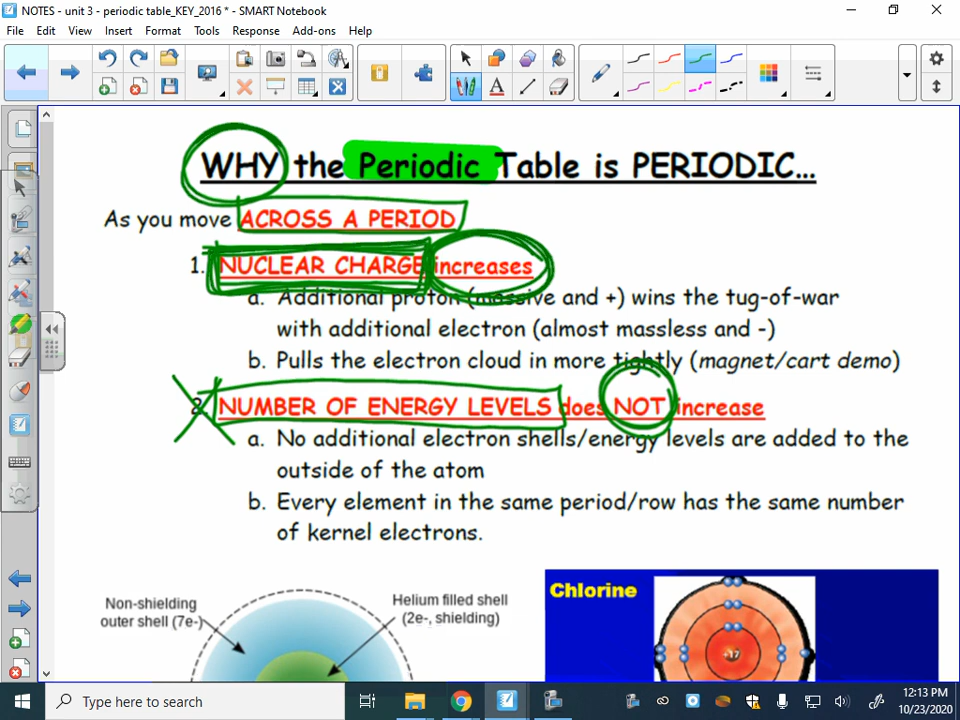 NOTES - unit 3 - periodic table_KEY_2016 * - SMART Notebook
File Edit View Insert Format Tools Response Add-ons Help
WHY the Periodic Table is PERIODIC...
As you move ACROSS A PERIOD
1. NUCLEAR CHARGE increases
a. Additional proton (massive and +) wins the tug-of-war
with additional electron (almost massless and -)
b. Pulls the electron cloud in more tightly (magnet/cart demo)
2. NUMBER OF ENERGY LEVELS does NOT increase
a. No additional electron shells/energy levels are added to the
outside of the atom
b. Every element in the same period/row has the same number
of kernel electrons.
Non-shielding
outer shell (7e-)
Helium filled shell
(2e-, shielding)
Chlorine
+17
Type here to search
12:13 PM
10/23/2020